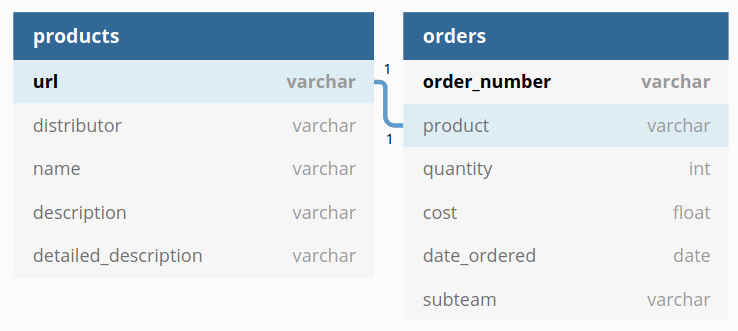 products
url varchar
distributor varchar
name varchar
description varchar
detailed_description varchar
1
1
orders
order_number varchar
product varchar
quantity int
cost float
date_ordered date
subteam varchar